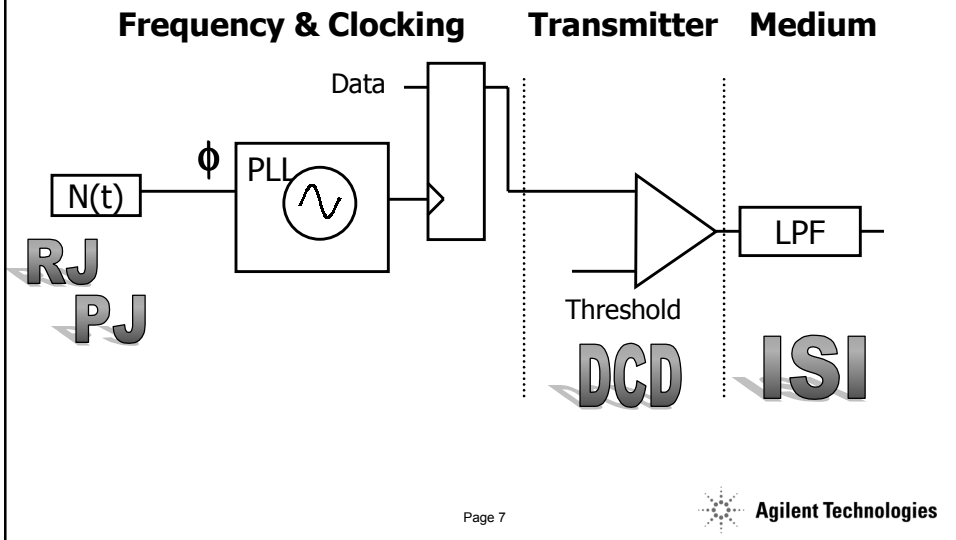 Frequency & Clocking Transmitter Medium
Data
ϕ
PLL
N(t)
LPF
RJ
PJ
Threshold
DCD
ISI
Page 7
Agilent Technologies